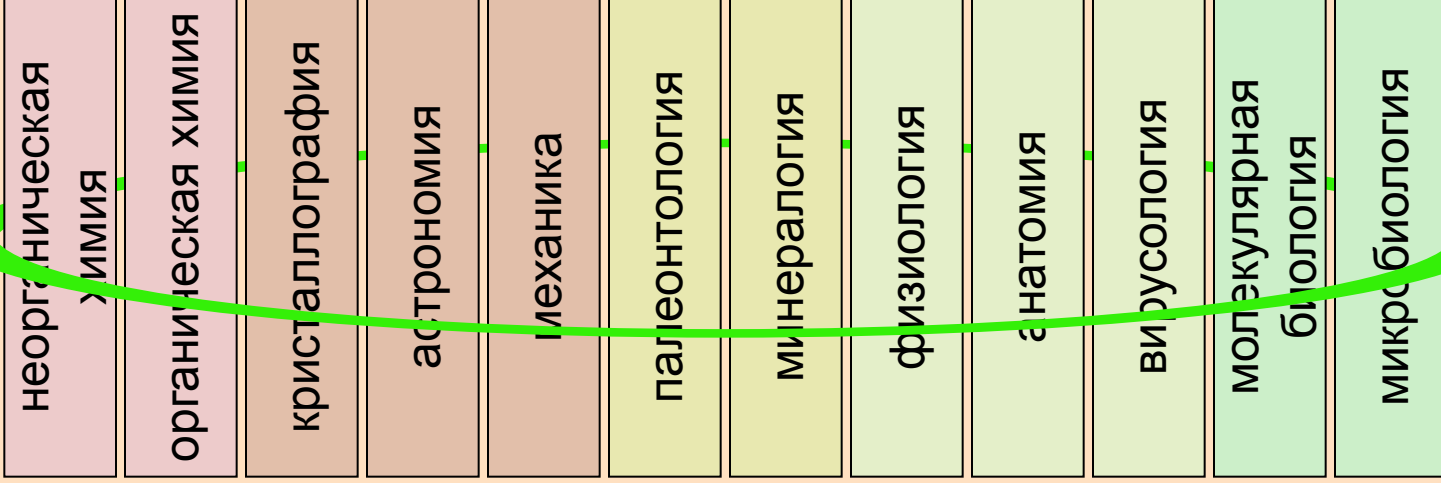 неорганическая
химия
органическая химия
кристаллография
астрономия
механика
палеонтология
минералогия
физиология
анатомия
вирусология
молекулярная
биология
микробиология